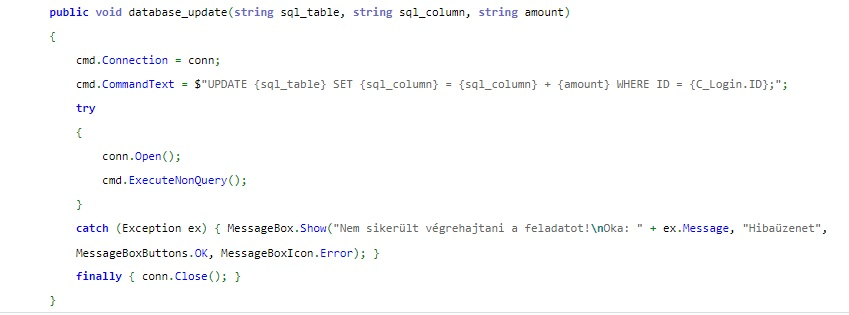 public void database_update(string sql_table, string sql_column, string amount)
{
cmd.Connection = conn;
cmd.CommandText = $"UPDATE {sql_table} SET {sql_column} = {sql_column} + {amount} WHERE ID = {C_Login.ID};";
try
{
conn.Open();
cmd.ExecuteNonQuery();
}
catch (Exception ex) { MessageBox.Show("Nem sikerült végrehajtani a feladatot!\nOka: " + ex.Message, "Hibaüzenet",
MessageBoxButtons.OK, MessageBoxIcon.Error); }
finally { conn.Close(); }
}